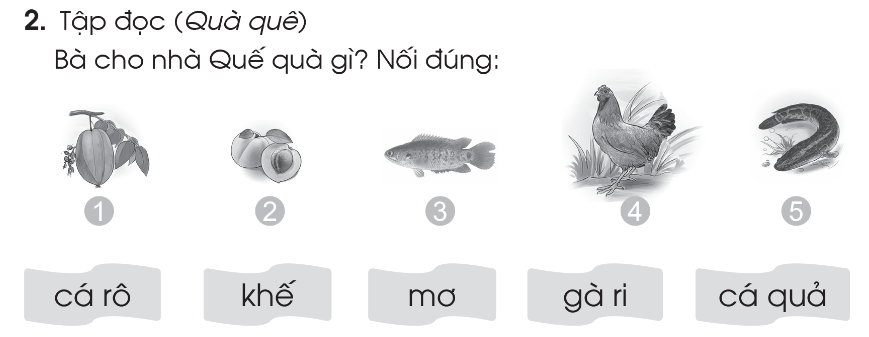 2. Tập đọc (Quà quê)
Bà cho nhà Quế quà gì? Nối đúng:
1 2 3 4 5
cá rô khế mơ gà ri cá quả